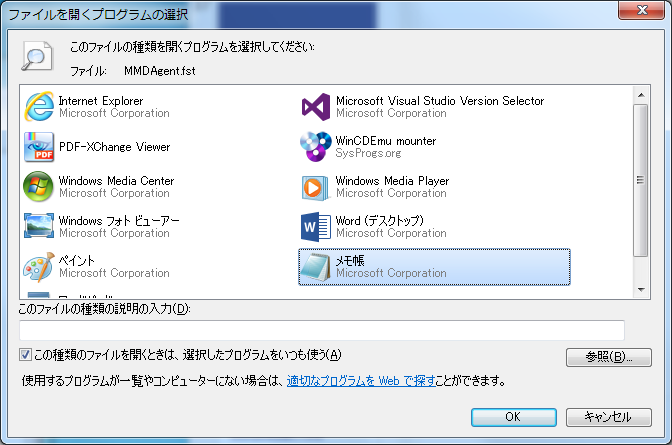 ファイルを開くプログラムの選択
このファイルの種類を開くプログラムを選択してください:
ファイル: MMDAgent.fst
Internet Explorer
Microsoft Corporation
Microsoft Visual Studio Version Selector
Microsoft Corporation
PDF-XChange Viewer
WinCDEmu mounter
SysProgs.org
Windows Media Center
Microsoft Corporation
Windows Media Player
Microsoft Corporation
Windows フォト ビューアー
Microsoft Corporation
Word (デスクトップ)
Microsoft Corporation
ペイント
Microsoft Corporation
メモ帳
Microsoft Corporation
このファイルの種類の説明の入力(D):
この種類のファイルを開くときは、選択したプログラムをいつも使う(A)
参照(B)...
使用するプログラムが一覧やコンピューターにない場合は、適切なプログラムを Web で探すことができます。
OK
キャンセル